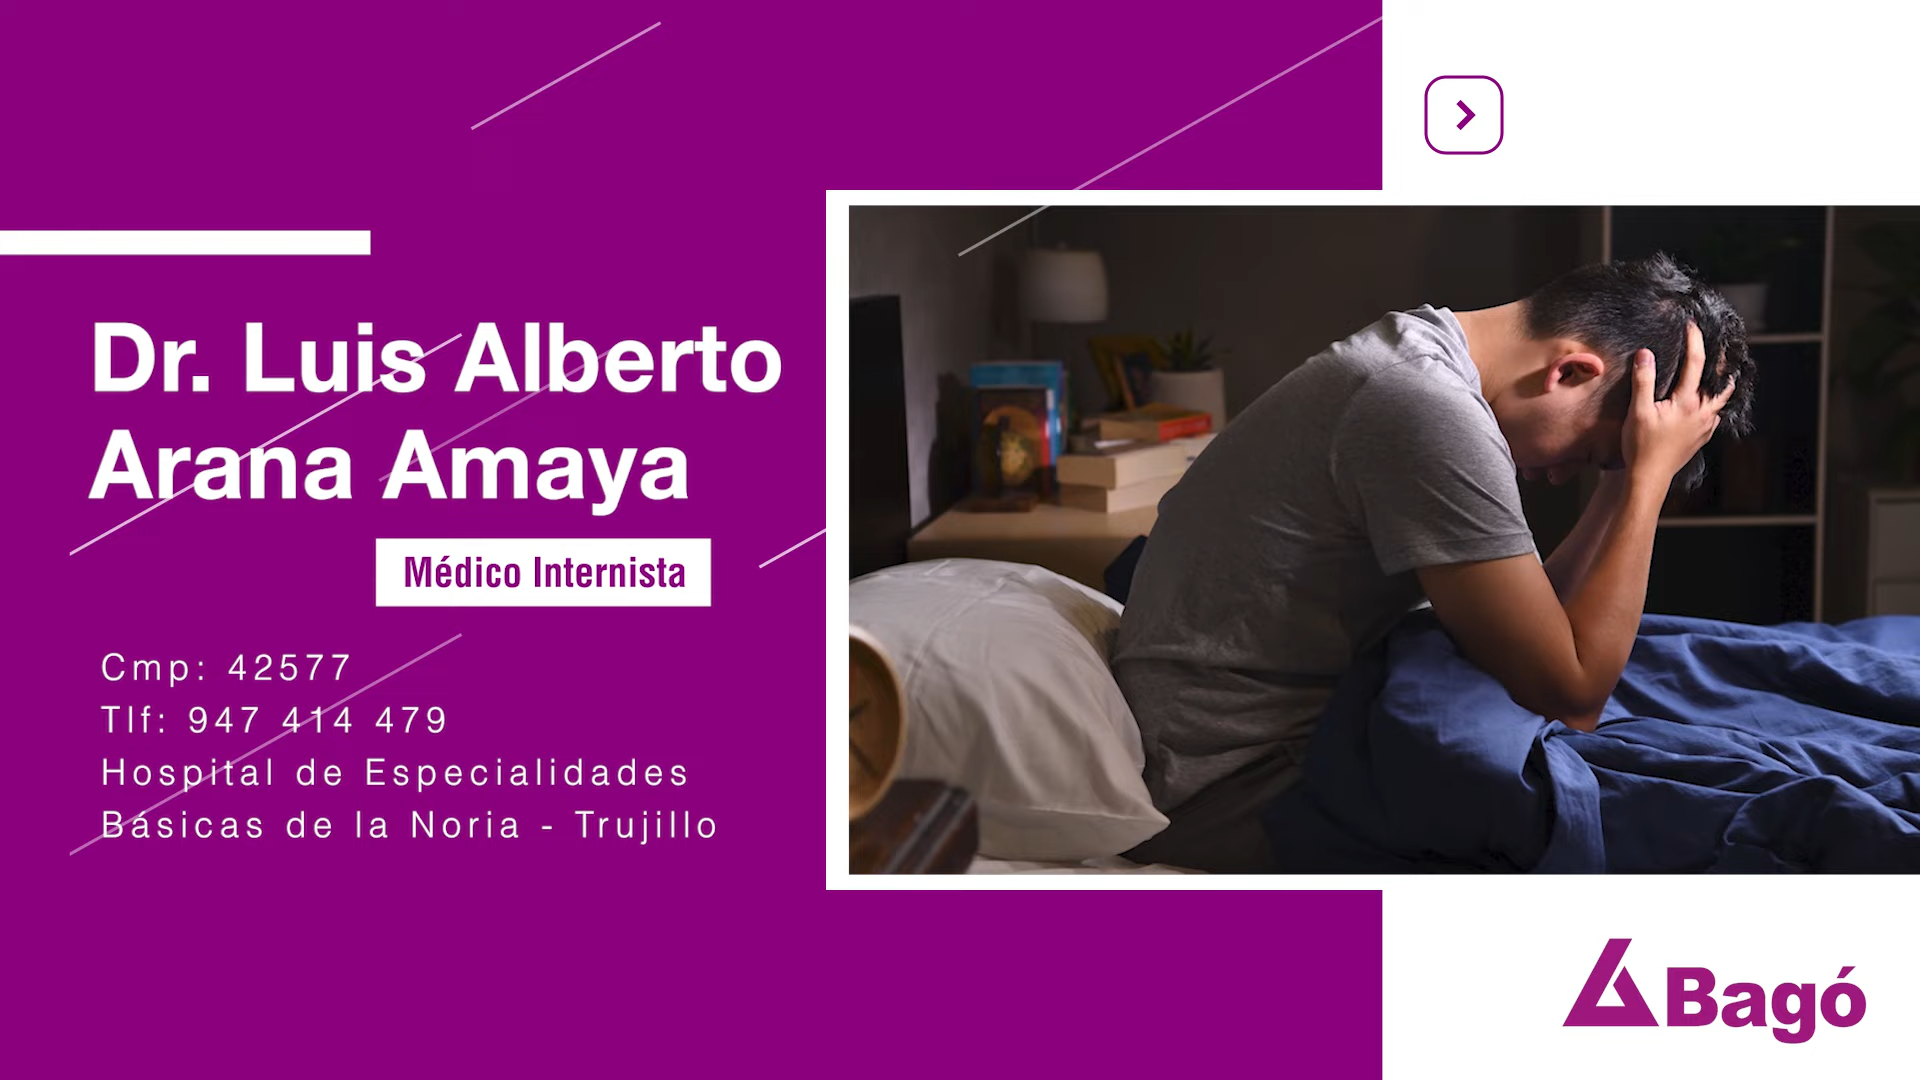 Dr. Luis Alberto
Arana Amaya
Médico Internista
Cmp: 42577
Tlf: 947 414 479
Hospital de Especialidades
Básicas de la Noria - Trujillo
Bagó